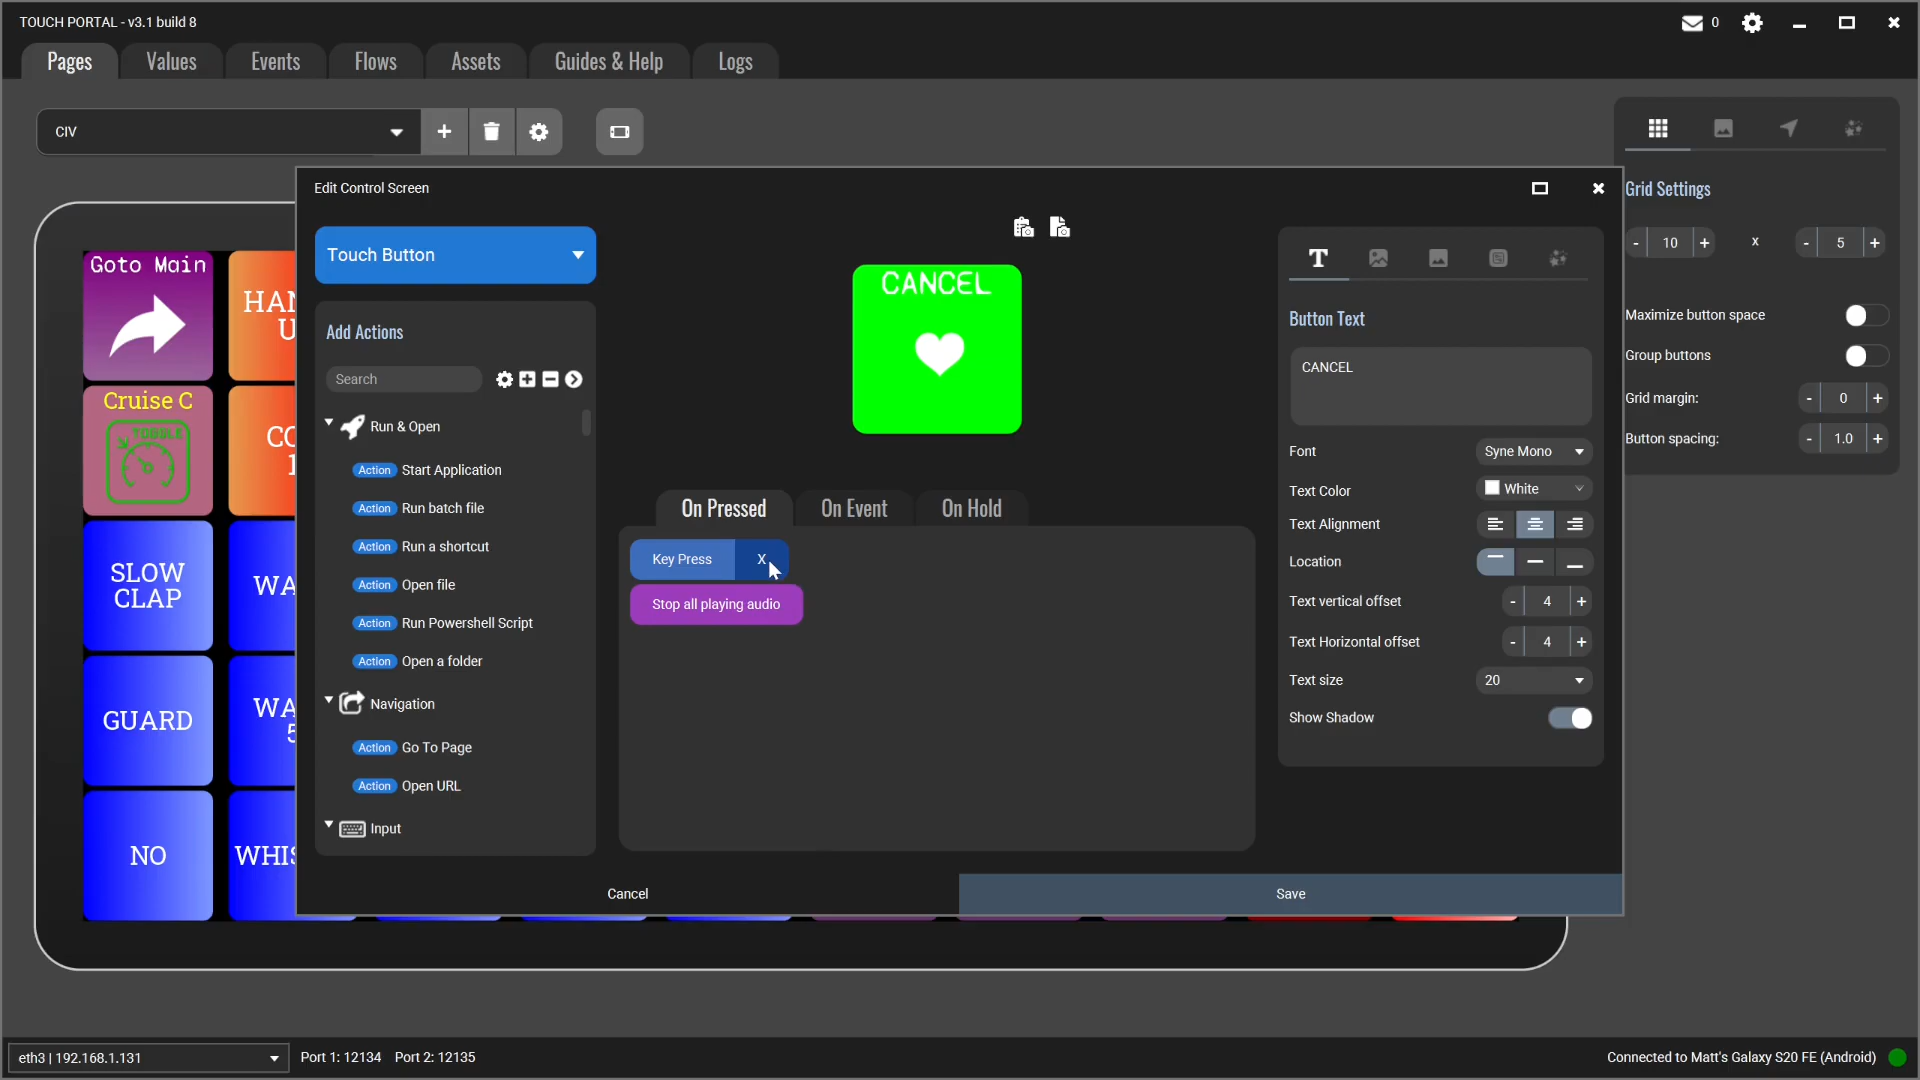 TOUCH PORTAL - v3.1 build 8
0
Pages
Values
Events
Flows
Assets
Guides & Help
Logs
CIV
Edit Control Screen
Touch Button
Add Actions
Search
Run & Open
Action Start Application
Action Run batch file
Action Run a shortcut
Action Open file
Action Run Powershell Script
Action Open a folder
Navigation
Action Go To Page
Action Open URL
Input
CANCEL
On Pressed
On Event
On Hold
Key Press X
Stop all playing audio
Button Text
CANCEL
Font Syne Mono
Text Color White
Text Alignment
Location
Text vertical offset - 4 +
Text Horizontal offset - 4 +
Text size 20
Show Shadow
Cancel
Save
Grid Settings
- 10 + x - 5 +
Maximize button space
Group buttons
Grid margin: - 0 +
Button spacing: - 1.0 +
Goto Main
Cruise C
TOGGLE
SLOW
CLAP
GUARD
NO
eth3 | 192.168.1.131
Port 1: 12134 Port 2: 12135
Connected to Matt's Galaxy S20 FE (Android)